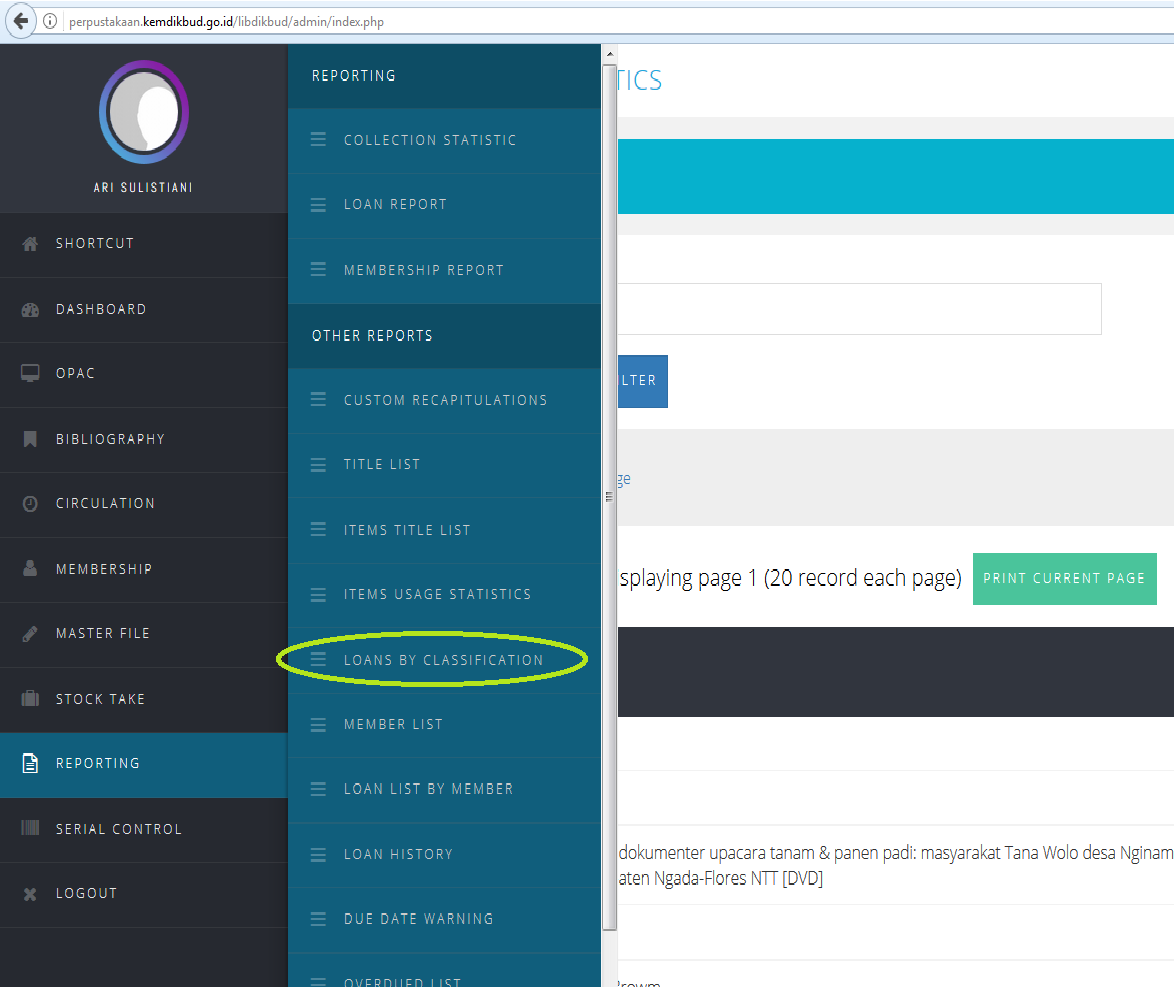 perpustakaan.kemdikbud.go.id/libdikbud/admin/index.php
ARI SULISTIANI
SHORTCUT
DASHBOARD
OPAC
BIBLIOGRAPHY
CIRCULATION
MEMBERSHIP
MASTER FILE
STOCK TAKE
REPORTING
SERIAL CONTROL
LOGOUT
REPORTING
COLLECTION STATISTIC
LOAN REPORT
MEMBERSHIP REPORT
OTHER REPORTS
CUSTOM RECAPITULATIONS
TITLE LIST
ITEMS TITLE LIST
ITEMS USAGE STATISTICS
LOANS BY CLASSIFICATION
MEMBER LIST
LOAN LIST BY MEMBER
LOAN HISTORY
DUE DATE WARNING
OVERDUED LIST
TICS
ILTER
ge
splaying page 1 (20 record each page)
PRINT CURRENT PAGE
dokumenter upacara tanam & panen padi: masyarakat Tana Wolo desa Nginam
aten Ngada-Flores NTT [DVD]